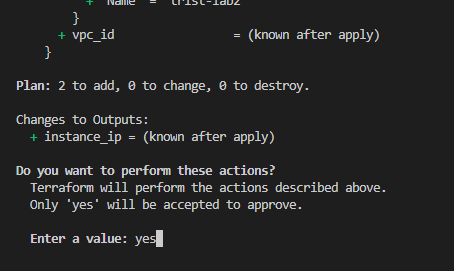 + "Name" = "trist-lab2"
}
+ vpc_id = (known after apply)
}
Plan: 2 to add, 0 to change, 0 to destroy.
Changes to Outputs:
+ instance_ip = (known after apply)
Do you want to perform these actions?
Terraform will perform the actions described above.
Only 'yes' will be accepted to approve.
Enter a value: yes